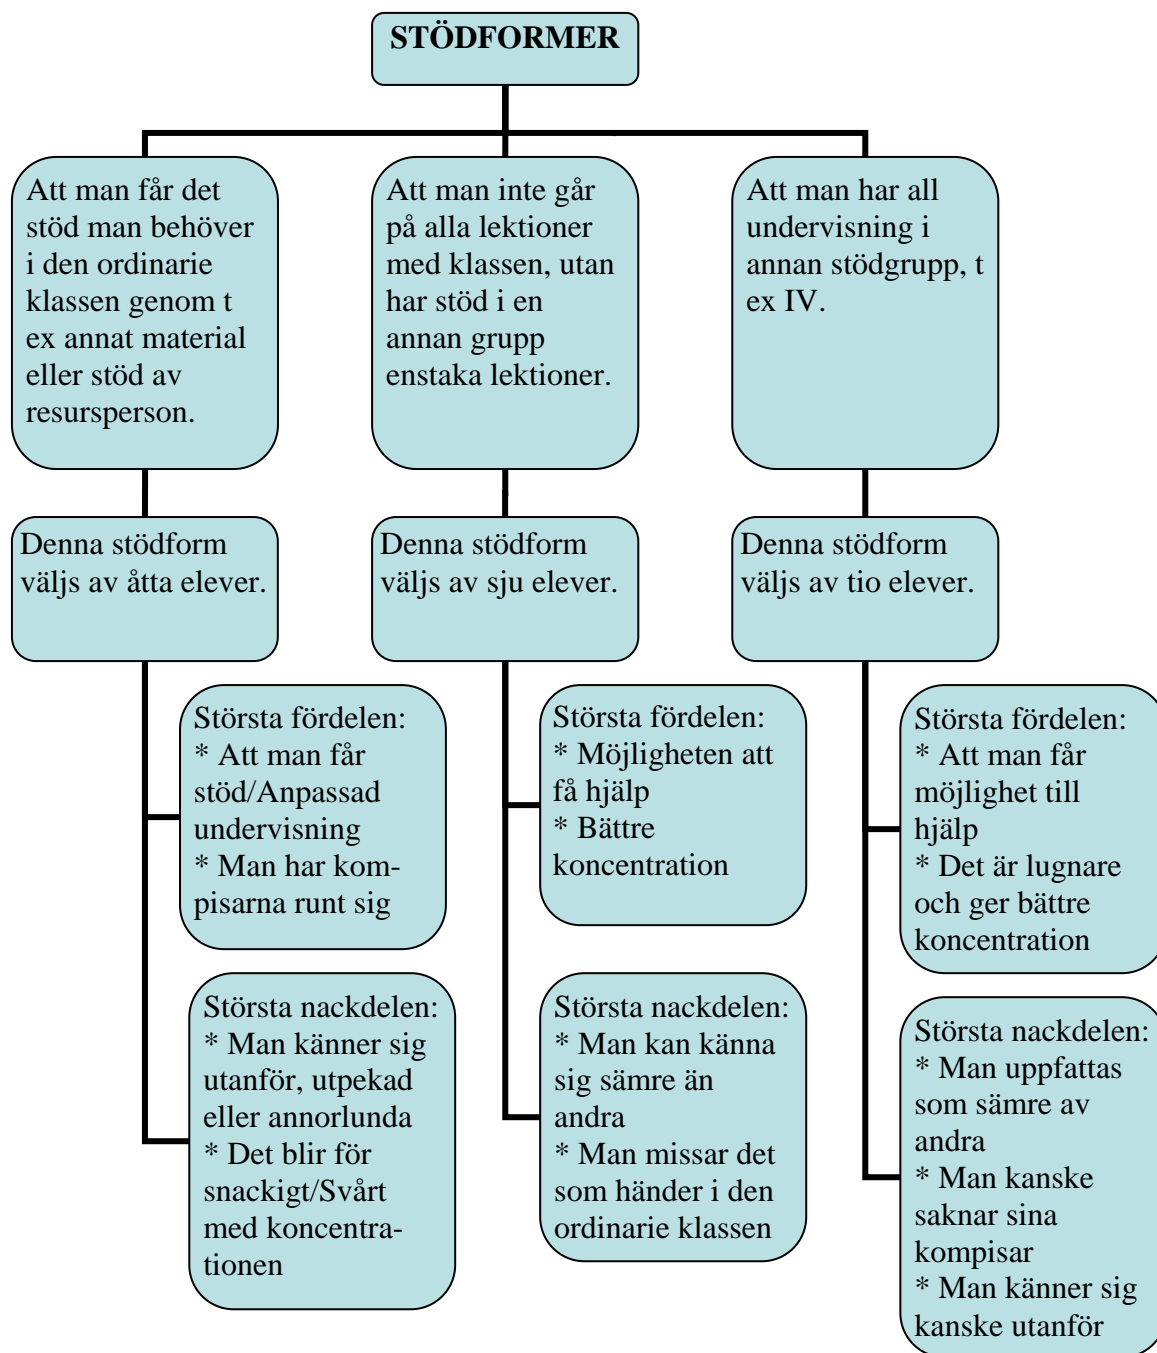 STÖDFORMER
Att man får det
stöd man behöver
i den ordinarie
klassen genom t
ex annat material
eller stöd av
resursperson.
Att man inte går
på alla lektioner
med klassen, utan
har stöd i en
annan grupp
enstaka lektioner.
Att man har all
undervisning i
annan stödgrupp, t
ex IV.
Denna stödform
väljs av åtta elever.
Denna stödform
väljs av sju elever.
Denna stödform
väljs av tio elever.
Största fördelen:
* Att man får
stöd/Anpassad
undervisning
* Man har kom-
pisarna runt sig
Största fördelen:
* Möjligheten att
få hjälp
* Bättre
koncentration
Största fördelen:
* Att man får
möjlighet till
hjälp
* Det är lugnare
och ger bättre
koncentration
Största nackdelen:
* Man känner sig
utanför, utpekad
eller annorlunda
* Det blir för
snackigt/Svårt
med koncentra-
tionen
Största nackdelen:
* Man kan känna
sig sämre än
andra
* Man missar det
som händer i den
ordinarie klassen
Största nackdelen:
* Man uppfattas
som sämre av
andra
* Man kanske
saknar sina
kompisar
* Man känner sig
kanske utanför